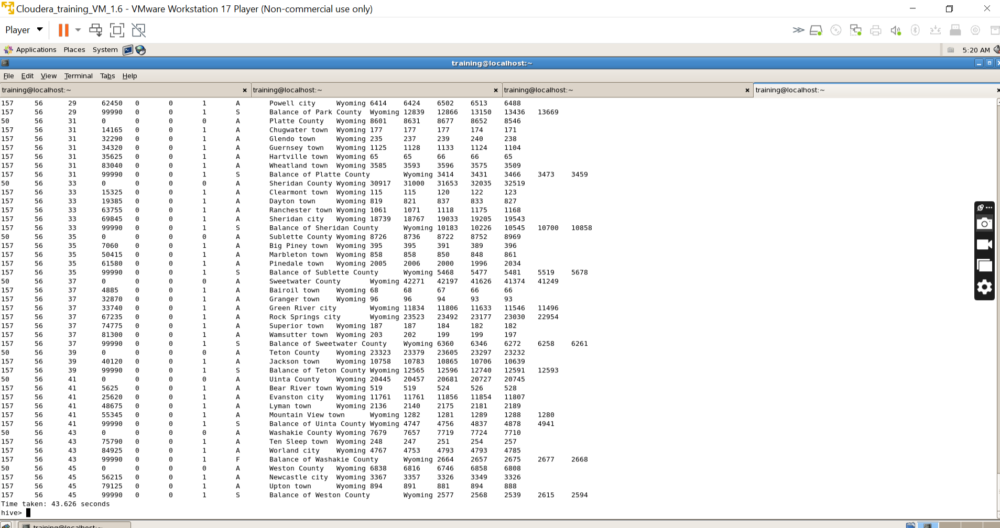 Cloudera_training_VM_1.6 - VMware Workstation 17 Player (Non-commercial use only)
Player
Applications Places System 5:20 AM
training@localhost:~
File Edit View Terminal Tabs Help
training@localhost:~ training@localhost:~ training@localhost:~ training@localhost:~
157 56 29 62450 0 0 1 A Powell city Wyoming 6414 6424 6502 6513 6488
157 56 29 99990 0 0 1 S Balance of Park County Wyoming 12839 12866 13150 13436 13669
50 56 31 0 0 0 0 A Platte County Wyoming 8601 8631 8677 8652 8546
157 56 31 14165 0 0 1 A Chugwater town Wyoming 177 177 177 174 171
157 56 31 32290 0 0 1 A Glendo town Wyoming 235 237 239 240 238
157 56 31 34320 0 0 1 A Guernsey town Wyoming 1125 1128 1133 1124 1104
157 56 31 35625 0 0 1 A Hartville town Wyoming 65 65 66 66 65
157 56 31 83040 0 0 1 A Wheatland town Wyoming 3585 3593 3596 3575 3509
157 56 31 99990 0 0 1 S Balance of Platte County Wyoming 3414 3431 3466 3473 3459
50 56 33 0 0 0 0 A Sheridan County Wyoming 30917 31000 31653 32035 32519
157 56 33 15325 0 0 1 A Clearmont town Wyoming 115 115 120 122 123
157 56 33 19385 0 0 1 A Dayton town Wyoming 819 821 837 833 827
157 56 33 63755 0 0 1 A Ranchester town Wyoming 1061 1071 1118 1175 1168
157 56 33 69845 0 0 1 A Sheridan city Wyoming 18739 18767 19033 19205 19543
157 56 33 99990 0 0 1 S Balance of Sheridan County Wyoming 10183 10226 10545 10700 10858
50 56 35 0 0 0 0 A Sublette County Wyoming 8726 8736 8722 8752 8969
157 56 35 7060 0 0 1 A Big Piney town Wyoming 395 395 391 389 396
157 56 35 50415 0 0 1 A Marbleton town Wyoming 858 858 850 848 861
157 56 35 61580 0 0 1 A Pinedale town Wyoming 2005 2006 2000 1996 2034
157 56 35 99990 0 0 1 S Balance of Sublette County Wyoming 5468 5477 5481 5519 5678
50 56 37 0 0 0 0 A Sweetwater County Wyoming 42271 42197 41626 41374 41249
157 56 37 4885 0 0 1 A Bairoil town Wyoming 68 68 67 66 66
157 56 37 32870 0 0 1 A Granger town Wyoming 96 96 94 93 93
157 56 37 33740 0 0 1 A Green River city Wyoming 11834 11806 11633 11546 11496
157 56 37 67235 0 0 1 A Rock Springs city Wyoming 23523 23492 23177 23030 22954
157 56 37 74775 0 0 1 A Superior town Wyoming 187 187 184 182 182
157 56 37 81300 0 0 1 A Wamsutter town Wyoming 203 202 199 199 197
157 56 37 99990 0 0 1 S Balance of Sweetwater County Wyoming 6360 6346 6272 6258 6261
50 56 39 0 0 0 0 A Teton County Wyoming 23323 23379 23605 23297 23232
157 56 39 40120 0 0 1 A Jackson town Wyoming 10758 10783 10865 10706 10639
157 56 39 99990 0 0 1 S Balance of Teton County Wyoming 12565 12596 12740 12591 12593
50 56 41 0 0 0 0 A Uinta County Wyoming 20445 20457 20681 20727 20745
157 56 41 5625 0 0 1 A Bear River town Wyoming 519 519 524 526 528
157 56 41 25620 0 0 1 A Evanston city Wyoming 11761 11761 11856 11854 11807
157 56 41 48675 0 0 1 A Lyman town Wyoming 2136 2140 2175 2181 2189
157 56 41 55345 0 0 1 A Mountain View town Wyoming 1282 1281 1289 1288 1280
157 56 41 99990 0 0 1 S Balance of Uinta County Wyoming 4747 4756 4837 4878 4941
50 56 43 0 0 0 0 A Washakie County Wyoming 7679 7657 7719 7724 7710
157 56 43 75790 0 0 1 A Ten Sleep town Wyoming 248 247 251 254 257
157 56 43 84925 0 0 1 A Worland city Wyoming 4767 4753 4793 4793 4785
157 56 43 99990 0 0 1 F Balance of Washakie County Wyoming 2664 2657 2675 2677 2668
50 56 45 0 0 0 0 A Weston County Wyoming 6838 6816 6746 6858 6808
157 56 45 56215 0 0 1 A Newcastle city Wyoming 3367 3357 3326 3349 3326
157 56 45 79125 0 0 1 A Upton town Wyoming 894 891 881 894 888
157 56 45 99990 0 0 1 S Balance of Weston County Wyoming 2577 2568 2539 2615 2594
Time taken: 43.626 seconds
hive>
training@localhost:~